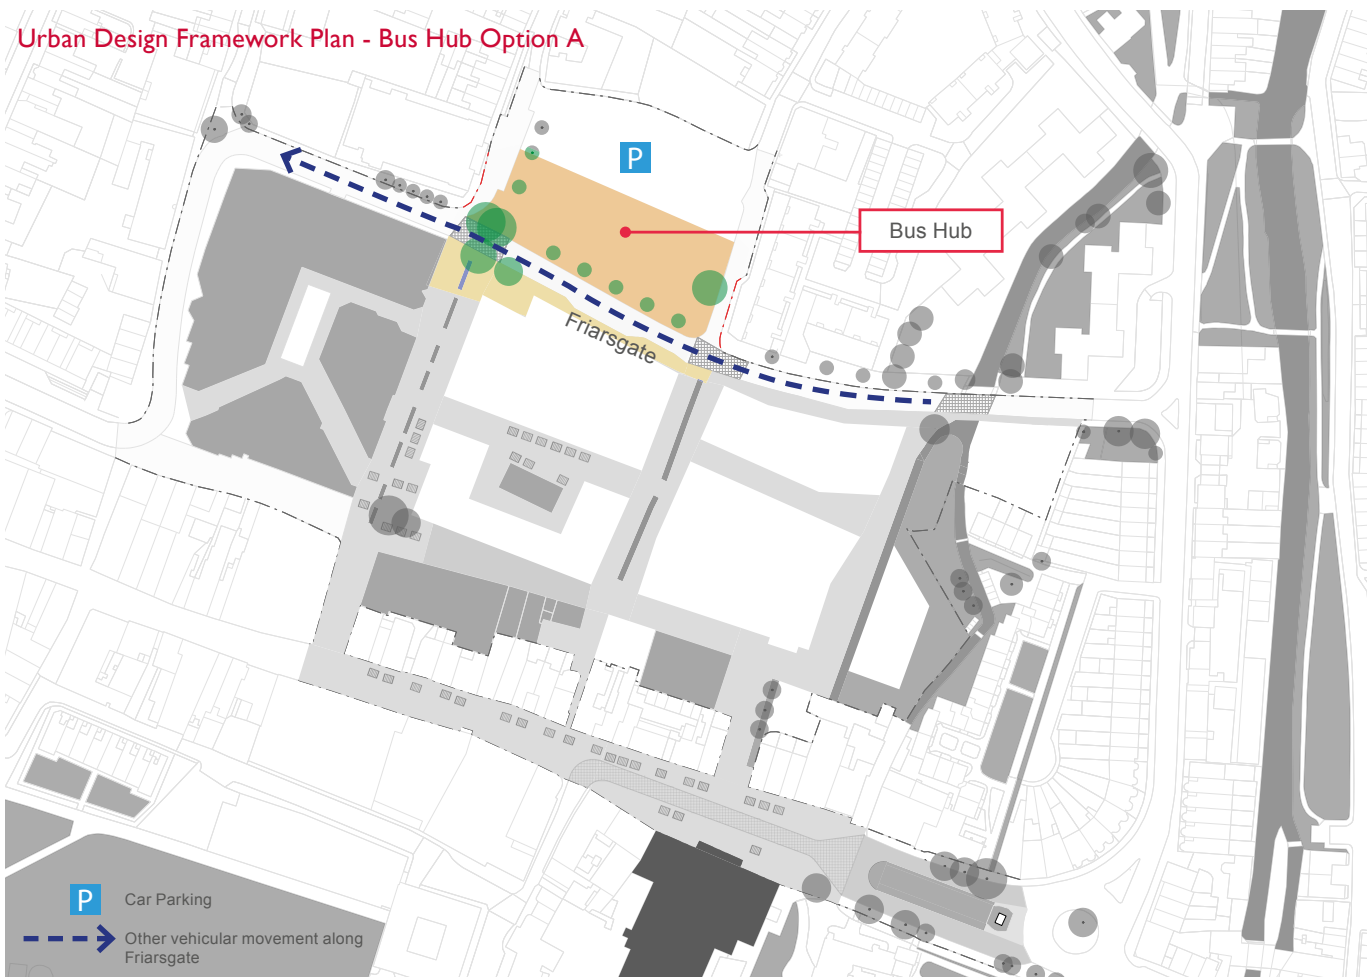 Urban Design Framework Plan - Bus Hub Option A
P
Bus Hub
Friarsgate
P
Car Parking
Other vehicular movement along
Friarsgate